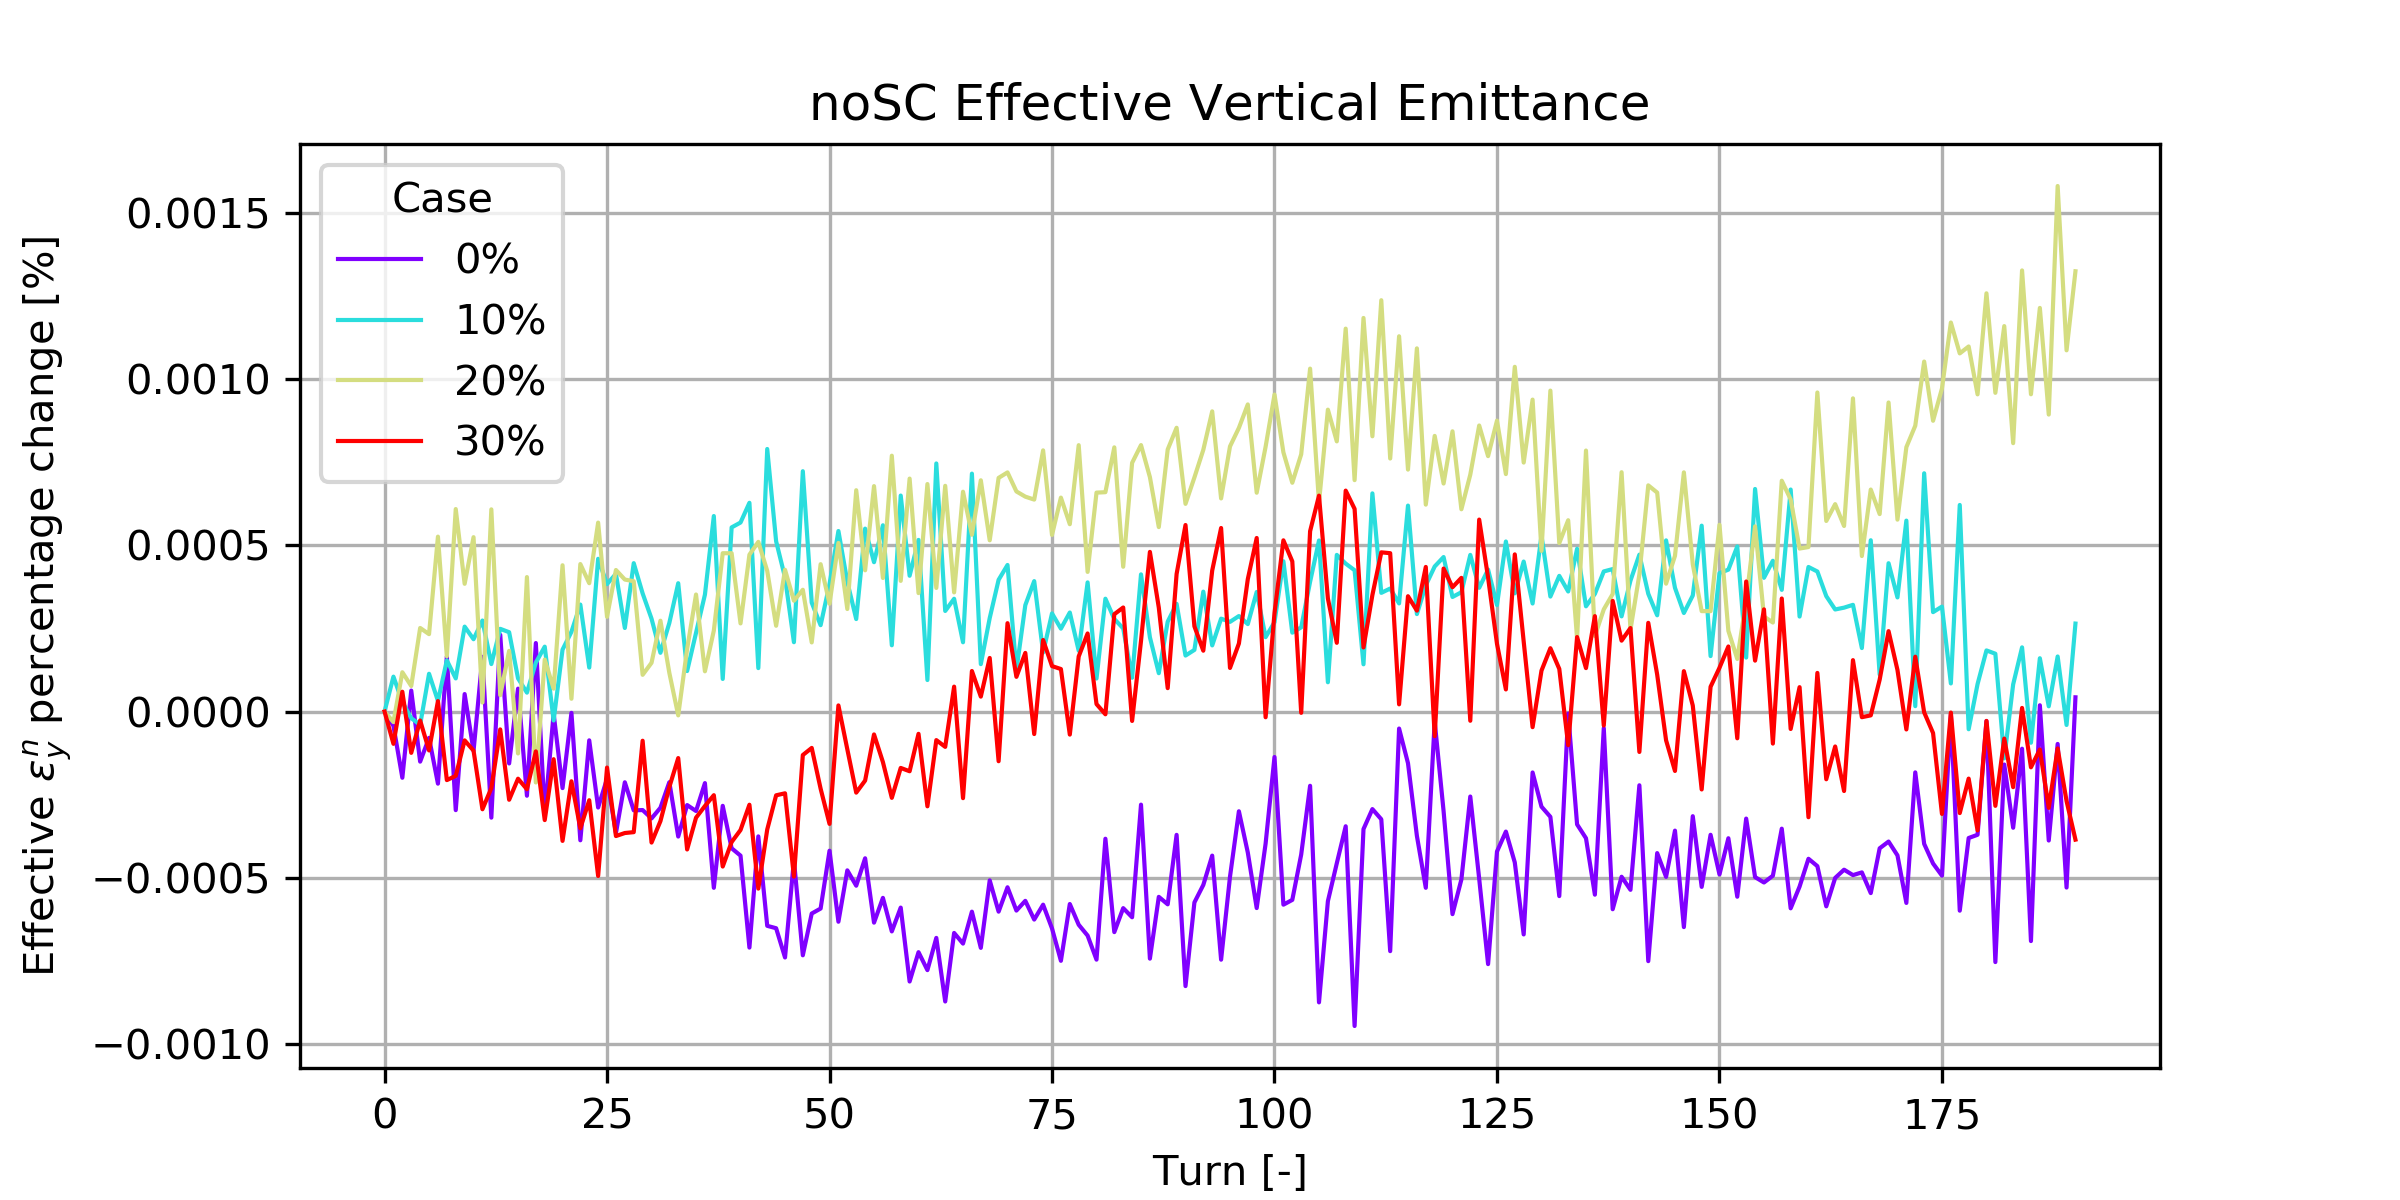 noSC Effective Vertical Emittance
Effective εₙʸ percentage change [%]
Case
0%
10%
20%
30%
0.0015
0.0010
0.0005
0.0000
−0.0005
−0.0010
0 25 50 75 100 125 150 175
Turn [-]